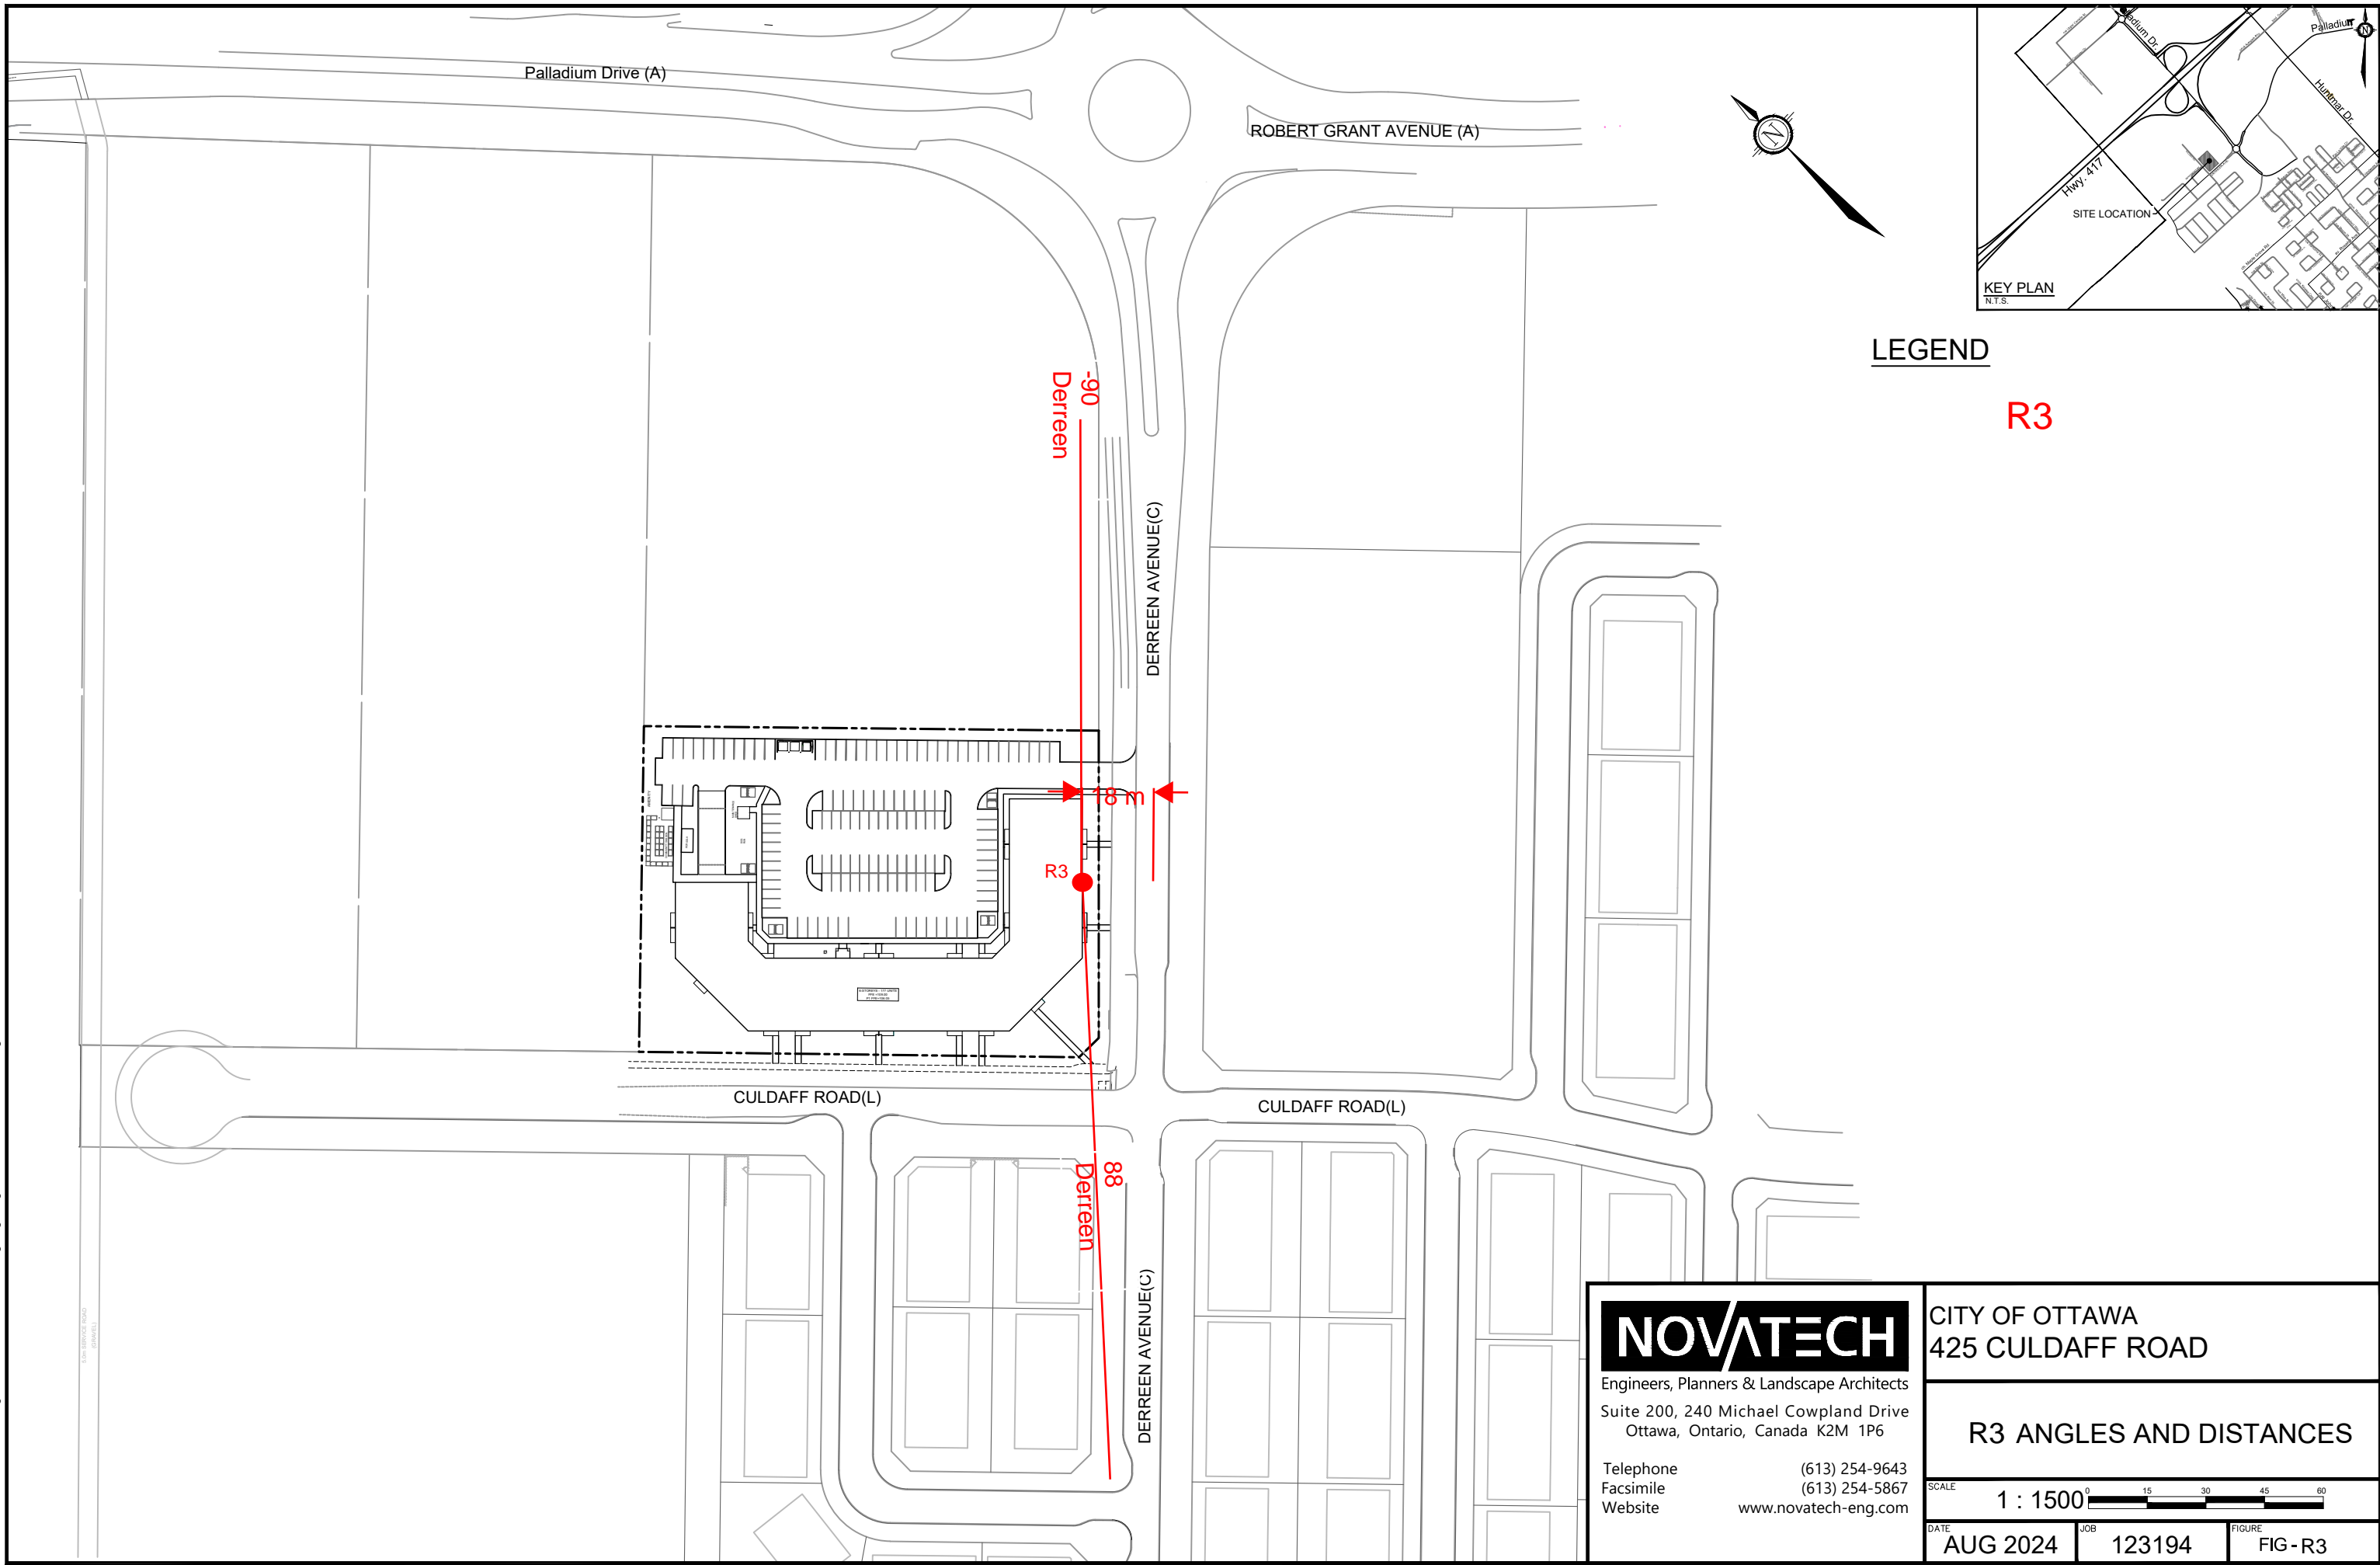 Palladium Drive (A)
ROBERT GRANT AVENUE (A)
N
Palladium Dr
Huntmar Dr
Hwy. 417
SITE LOCATION
KEY PLAN
N.T.S.
LEGEND
R3
-90
Derreen
DERREEN AVENUE(C)
18 m
R3
CULDAFF ROAD(L)
CULDAFF ROAD(L)
88
Derreen
DERREEN AVENUE(C)
NOVATECH
Engineers, Planners & Landscape Architects
Suite 200, 240 Michael Cowpland Drive
Ottawa, Ontario, Canada K2M 1P6
Telephone (613) 254-9643
Facsimile (613) 254-5867
Website www.novatech-eng.com
CITY OF OTTAWA
425 CULDAFF ROAD
R3 ANGLES AND DISTANCES
SCALE
1 : 1500
0 15 30 45 60
DATE
AUG 2024
JOB
123194
FIGURE
FIG - R3